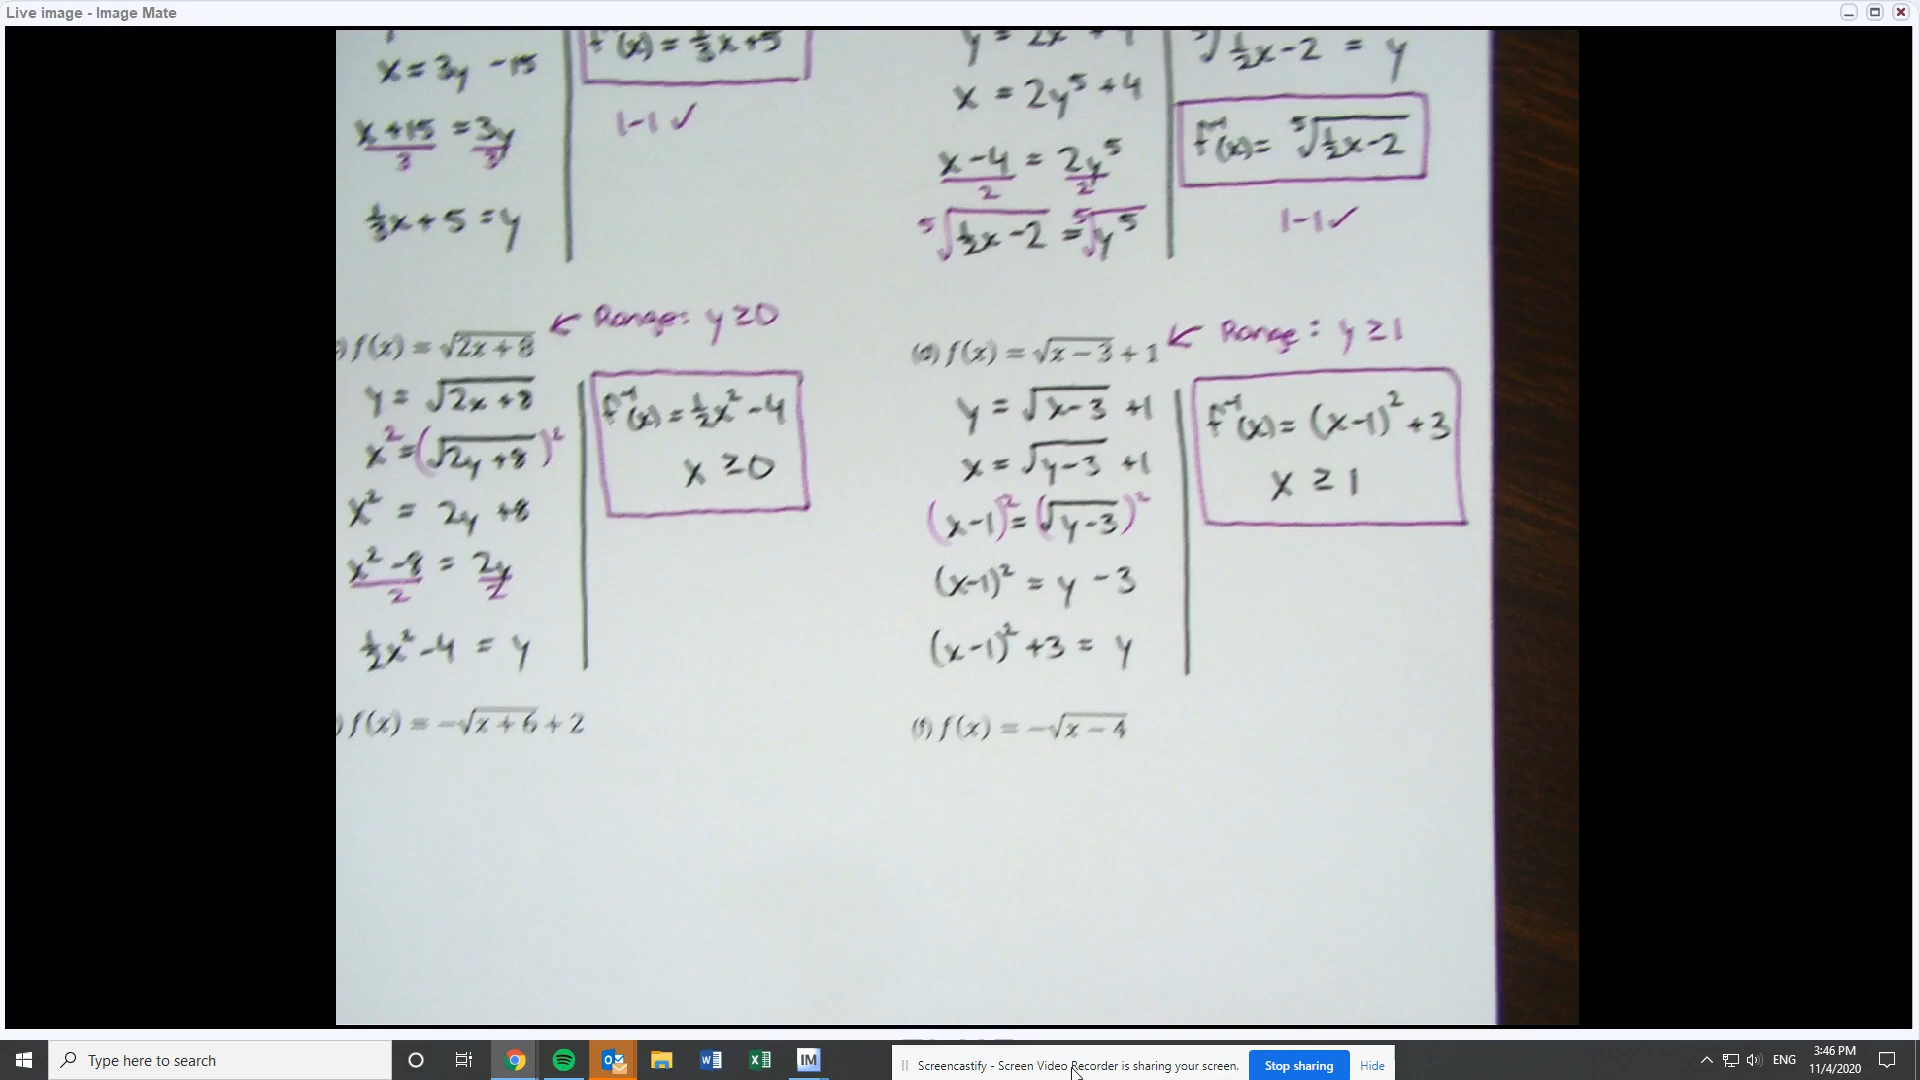 Live image - Image Mate
x = 3y - 15
x + 15 = 3y
3 3
⅓x + 5 = y
f⁻¹(x) = ⅓x + 5
1-1 ✓
x = 2y⁵ + 4
x - 4 = 2y⁵
2 2
⁵√(½x - 2) = ⁵√y⁵
⁵√(½x - 2) = y
f⁻¹(x) = ⁵√(½x - 2)
1-1 ✓
) f(x) = √(2x + 8) ← Range: y ≥ 0
y = √(2x + 8)
x² = (√(2y + 8))²
x² = 2y + 8
x² - 8 = 2y
2 2
½x² - 4 = y
f⁻¹(x) = ½x² - 4
x ≥ 0
(d) f(x) = √(x - 3) + 1 ← Range: y ≥ 1
y = √(x - 3) + 1
x = √(y - 3) + 1
(x - 1)² = (√(y - 3))²
(x - 1)² = y - 3
(x - 1)² + 3 = y
f⁻¹(x) = (x - 1)² + 3
x ≥ 1
) f(x) = -√(x + 6) + 2
(f) f(x) = -√(x - 4)
Type here to search
IM
Screencastify - Screen Video Recorder is sharing your screen.
Stop sharing
Hide
ENG
3:46 PM
11/4/2020